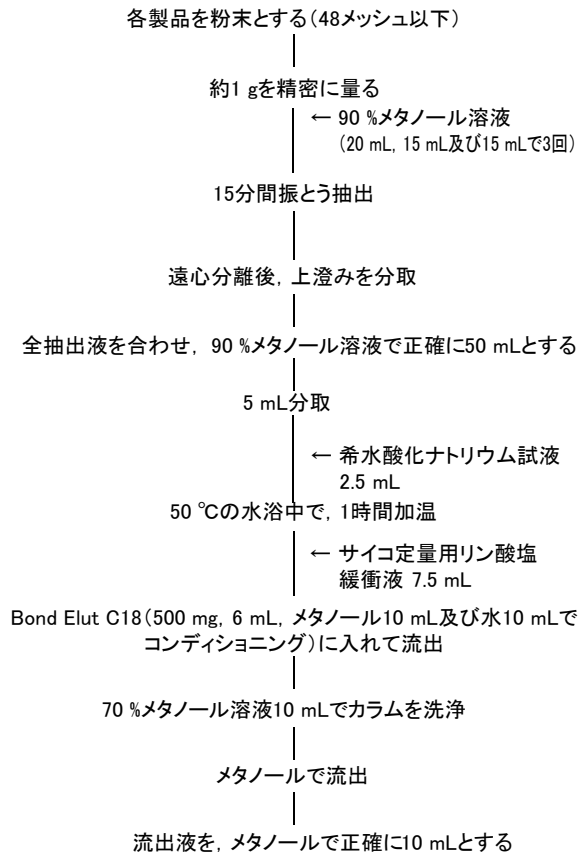 各製品を粉末とする(48メッシュ以下)
約1 gを精密に量る
← 90 %メタノール溶液
(20 mL, 15 mL及び15 mLで3回)
15分間振とう抽出
遠心分離後, 上澄みを分取
全抽出液を合わせ, 90 %メタノール溶液で正確に50 mLとする
5 mL分取
← 希水酸化ナトリウム試液
2.5 mL
50 ℃の水浴中で, 1時間加温
← サイコ定量用リン酸塩
緩衝液 7.5 mL
Bond Elut C18(500 mg, 6 mL, メタノール10 mL及び水10 mLで
コンディショニング)に入れて流出
70 %メタノール溶液10 mLでカラムを洗浄
メタノールで流出
流出液を, メタノールで正確に10 mLとする